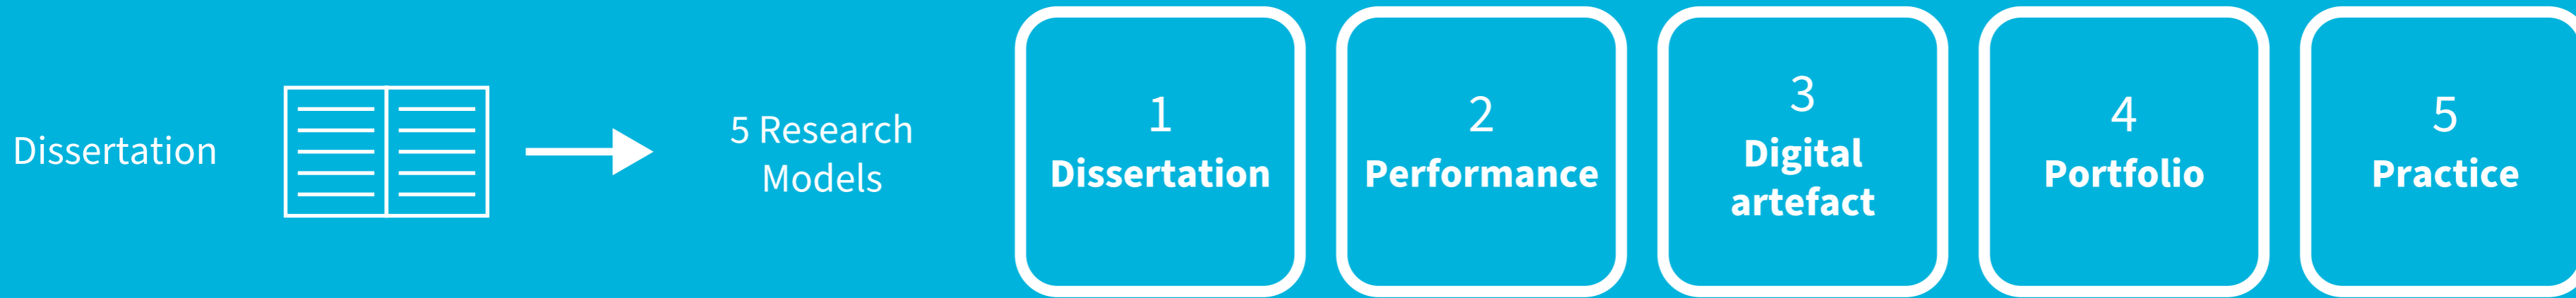 Dissertation
5 Research
Models
1
Dissertation
2
Performance
3
Digital
artefact
4
Portfolio
5
Practice